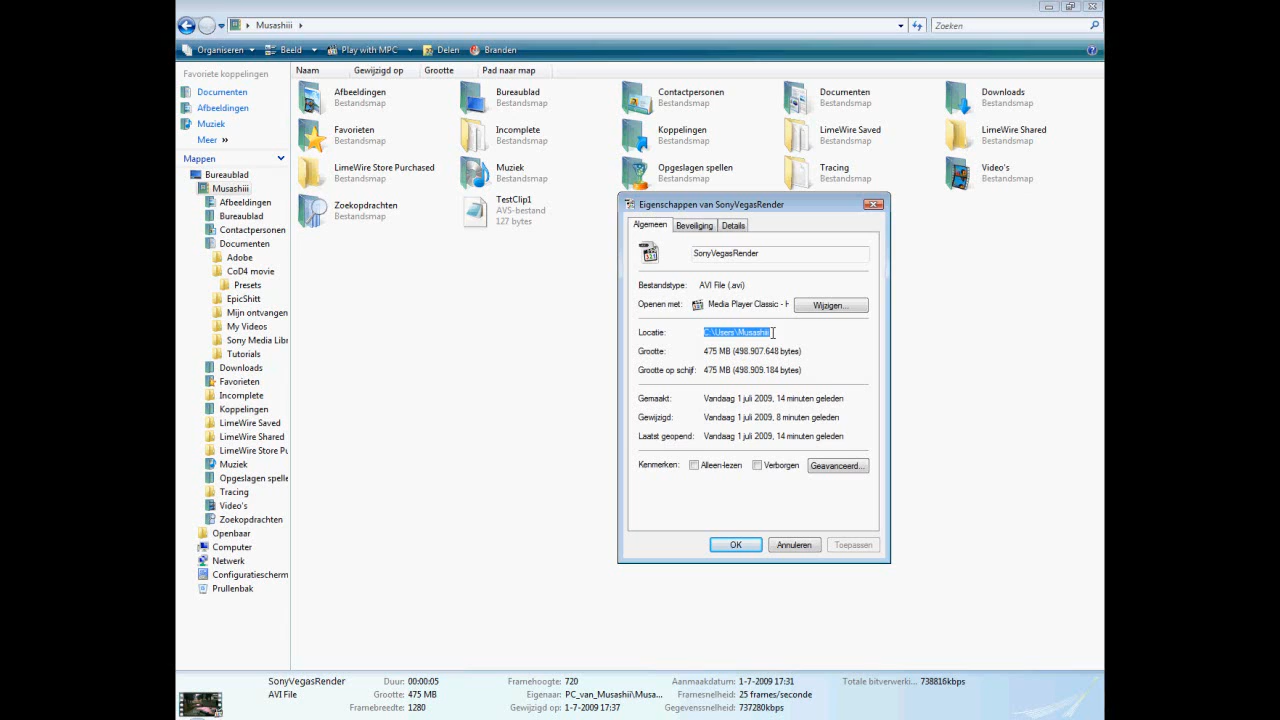 Musashiii
Zoeken
Organiseren Beeld Play with MPC Delen Branden
Favoriete koppelingen
Documenten
Afbeeldingen
Muziek
Meer »
Mappen
Bureaublad
Musashiii
Afbeeldingen
Bureaublad
Contactpersonen
Documenten
Adobe
CoD4 movie
Presets
EpicShitt
Mijn ontvangen
My Videos
Sony Media Libr
Tutorials
Downloads
Favorieten
Incomplete
Koppelingen
LimeWire Saved
LimeWire Shared
LimeWire Store Pu
Muziek
Opgeslagen spelle
Tracing
Video's
Zoekopdrachten
Openbaar
Computer
Netwerk
Configuratiescherm
Prullenbak
Naam Gewijzigd op Grootte Pad naar map
Afbeeldingen
Bestandsmap
Bureaublad
Bestandsmap
Contactpersonen
Bestandsmap
Documenten
Bestandsmap
Downloads
Bestandsmap
Favorieten
Bestandsmap
Incomplete
Bestandsmap
Koppelingen
Bestandsmap
LimeWire Saved
Bestandsmap
LimeWire Shared
Bestandsmap
LimeWire Store Purchased
Bestandsmap
Muziek
Bestandsmap
Opgeslagen spellen
Bestandsmap
Tracing
Bestandsmap
Video's
Bestandsmap
Zoekopdrachten
Bestandsmap
TestClip1
AVS-bestand
127 bytes
Eigenschappen van SonyVegasRender
Algemeen Beveiliging Details
SonyVegasRender
Bestandstype: AVI File (.avi)
Openen met: Media Player Classic - H Wijzigen...
Locatie: C:\Users\Musashiii
Grootte: 475 MB (498.907.648 bytes)
Grootte op schijf: 475 MB (498.909.184 bytes)
Gemaakt: Vandaag 1 juli 2009, 14 minuten geleden
Gewijzigd: Vandaag 1 juli 2009, 8 minuten geleden
Laatst geopend: Vandaag 1 juli 2009, 14 minuten geleden
Kenmerken: Alleen-lezen Verborgen Geavanceerd...
OK Annuleren Toepassen
SonyVegasRender Duur: 00:00:05 Framehoogte: 720 Aanmaakdatum: 1-7-2009 17:31 Totale bitverwerki... 738816kbps
AVI File Grootte: 475 MB Eigenaar: PC_van_Musashii\Musa... Framesnelheid: 25 frames/seconde
Framebreedte: 1280 Gewijzigd op: 1-7-2009 17:37 Gegevenssnelheid: 737280kbps